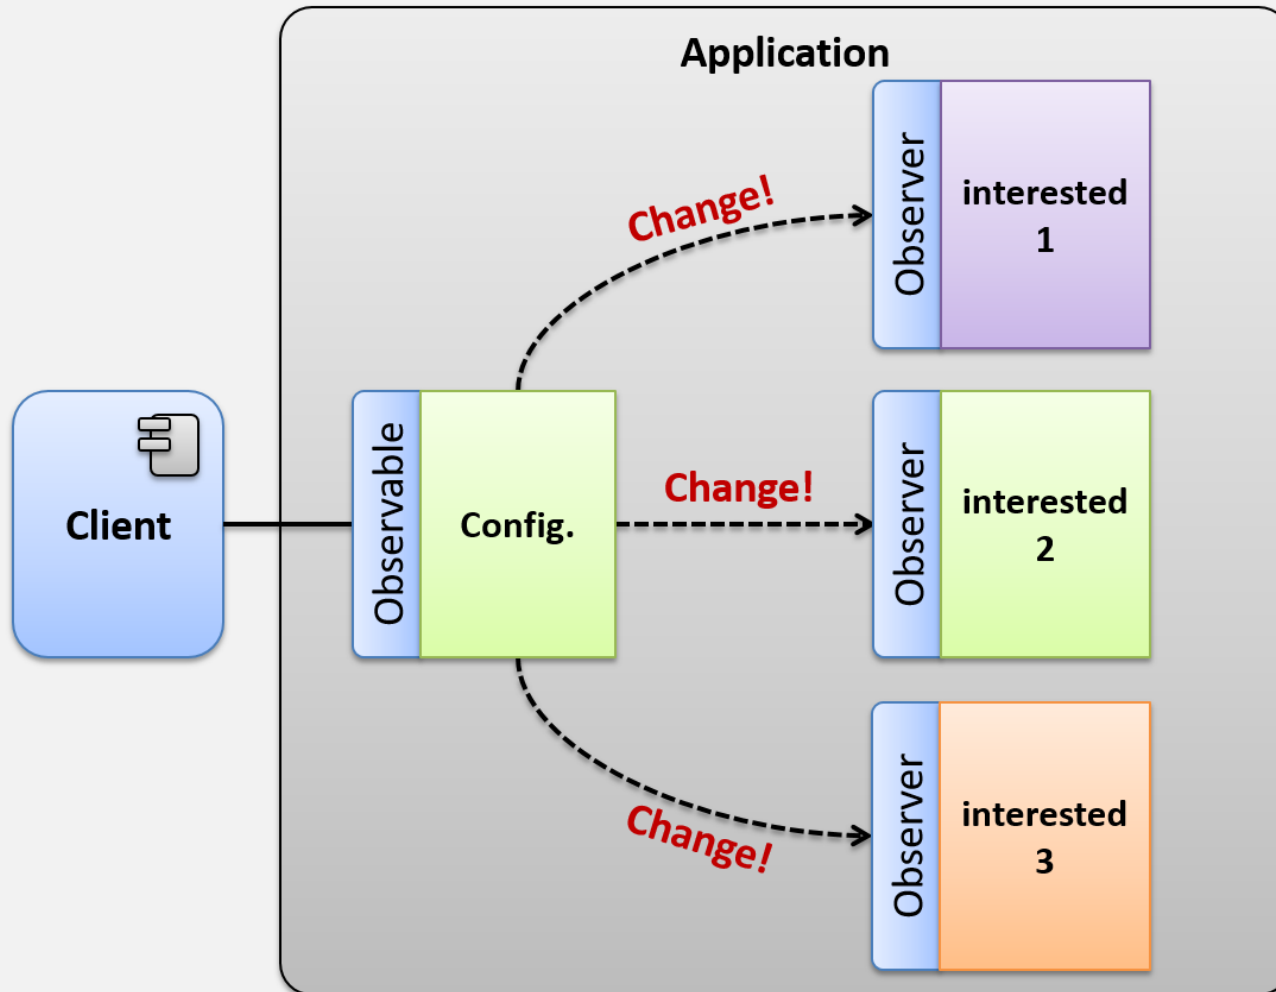 Application
Observer
interested
1
Change!
Client
Observable
Config.
Change!
Observer
interested
2
Change!
Observer
interested
3